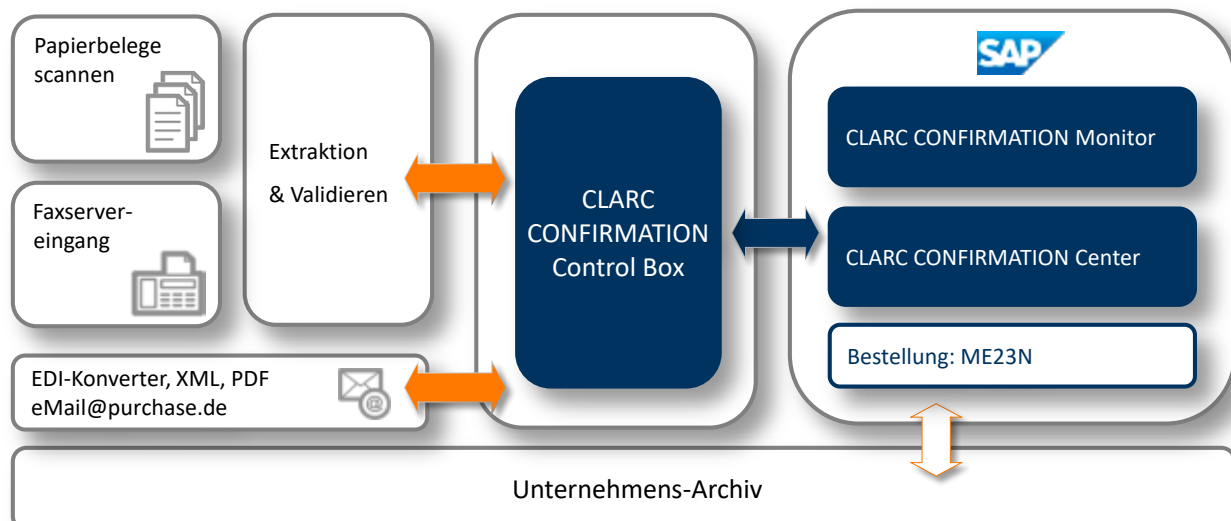 Papierbelege
scannen
Faxserver-
eingang
Extraktion
& Validieren
EDI-Konverter, XML, PDF
eMail@purchase.de
@
CLARC
CONFIRMATION
Control Box
SAP
CLARC CONFIRMATION Monitor
CLARC CONFIRMATION Center
Bestellung: ME23N
Unternehmens-Archiv